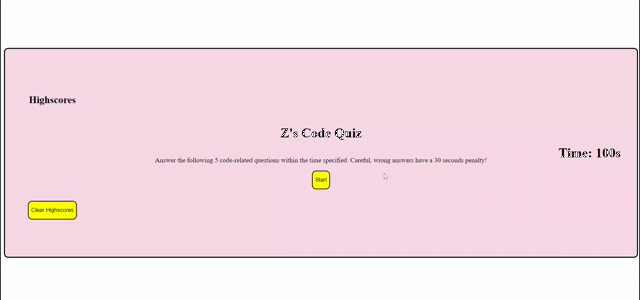 Highscores
Z's Code Quiz
Time: 100s
Answer the following 5 code-related questions within the time specified. Careful, wrong answers have a 30 seconds penalty!
Start
Clear Highscores